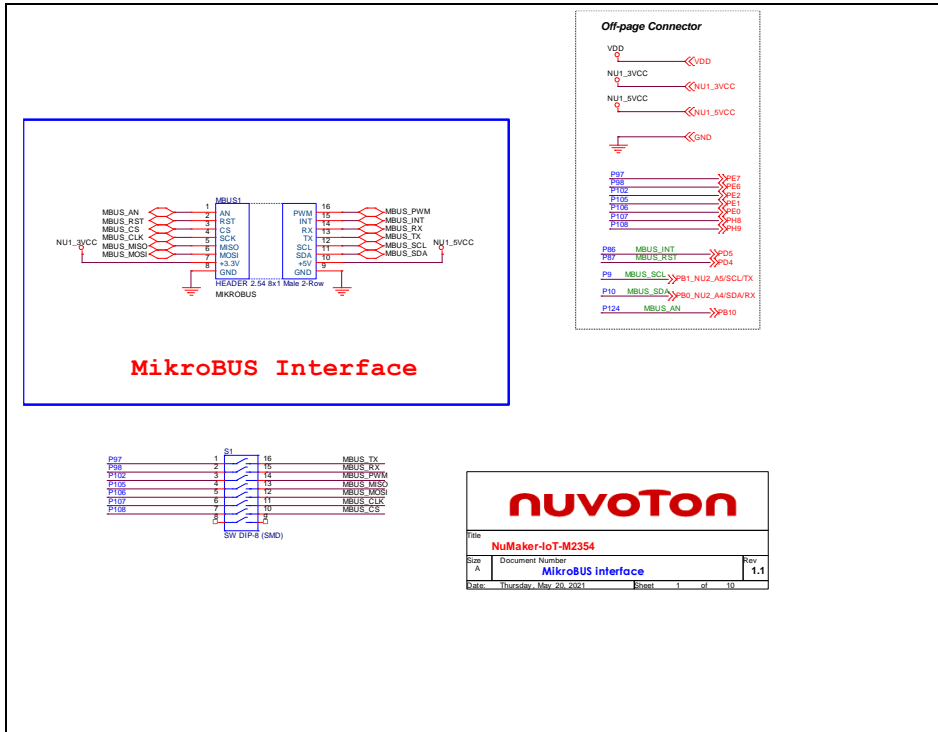 Off-page Connector
VDD
VDD
NU1_3VCC
NU1_3VCC
NU1_5VCC
NU1_5VCC
GND
P97 PE7
P98 PE6
P102 PE2
P105 PE1
P106 PE0
P107 PH8
P108 PH9
P86 MBUS_INT PD5
P87 MBUS_RST PD4
P9 MBUS_SCL PB1_NU2_A5/SCL/TX
P10 MBUS_SDA PB0_NU2_A4/SDA/RX
P124 MBUS_AN PB10
MBUS1
MBUS_AN 1 AN PWM 16 MBUS_PWM
MBUS_RST 2 RST INT 15 MBUS_INT
MBUS_CS 3 CS RX 14 MBUS_RX
MBUS_CLK 4 SCK TX 13 MBUS_TX
MBUS_MISO 5 MISO SCL 12 MBUS_SCL
MBUS_MOSI 6 MOSI SDA 11 MBUS_SDA
NU1_3VCC 7 +3.3V +5V 10 NU1_5VCC
8 GND GND 9
HEADER 2.54 8x1 Male 2-Row
MIKROBUS
MikroBUS Interface
S1
P97 1 16 MBUS_TX
P98 2 15 MBUS_RX
P102 3 14 MBUS_PWM
P105 4 13 MBUS_MISO
P106 5 12 MBUS_MOSI
P107 6 11 MBUS_CLK
P108 7 10 MBUS_CS
8 9
SW DIP-8 (SMD)
nuvoTon
Title
NuMaker-IoT-M2354
Size Document Number Rev
A MikroBUS interface 1.1
Date: Thursday, May 20, 2021 Sheet 1 of 10